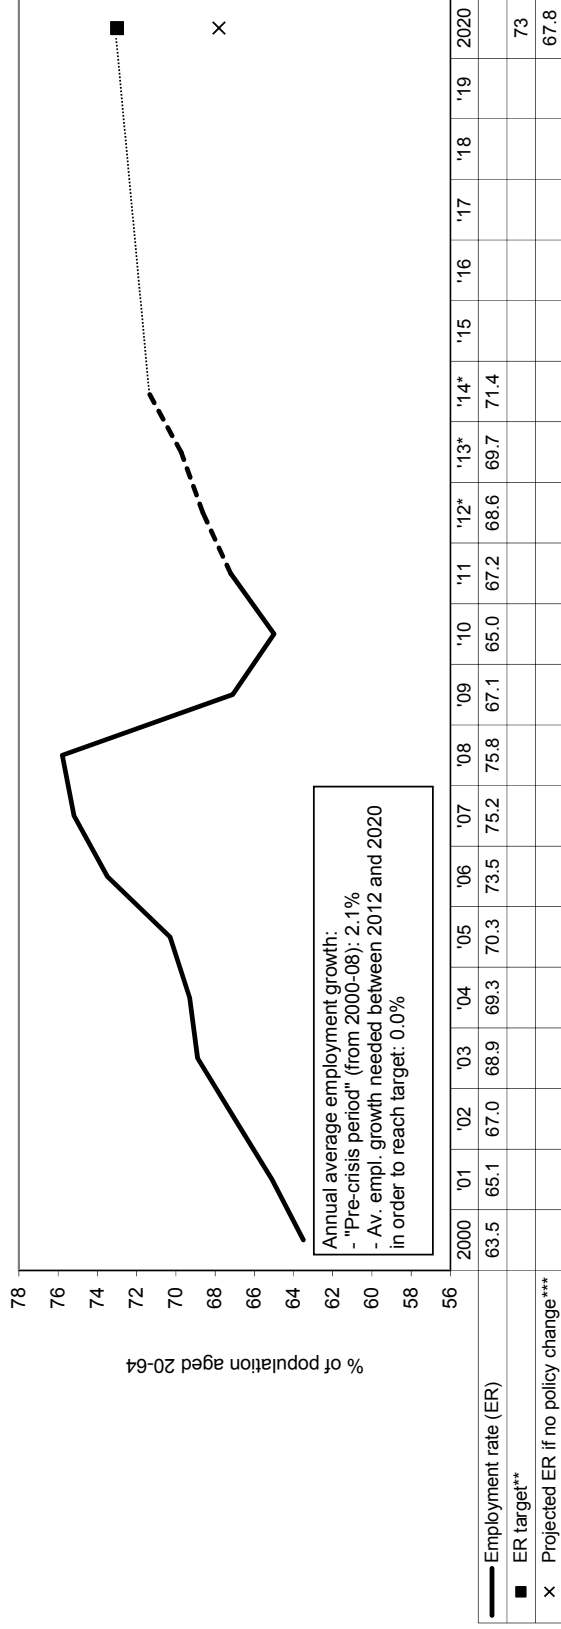 78
76
74
72
70
68
66
64
62
60
58
56
% of population aged 20-64
Annual average employment growth:
- "Pre-crisis period" (from 2000-08): 2.1%
- Av. empl. growth needed between 2012 and 2020
in order to reach target: 0.0%
2000 '01 '02 '03 '04 '05 '06 '07 '08 '09 '10 '11 '12* '13* '14* '15 '16 '17 '18 '19 2020
Employment rate (ER) 63.5 65.1 67.0 68.9 69.3 70.3 73.5 75.2 75.8 67.1 65.0 67.2 68.6 69.7 71.4
ER target** 73
Projected ER if no policy change*** 67.8